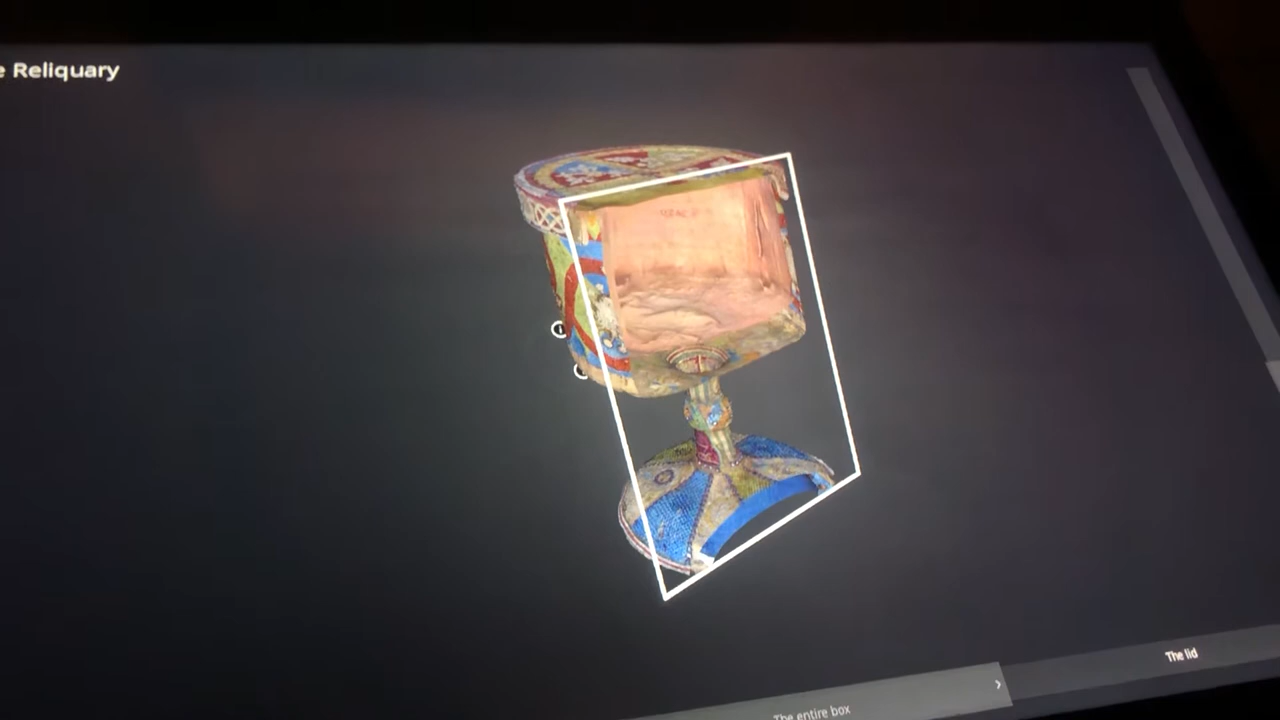 e Reliquary
The lid
The entire box